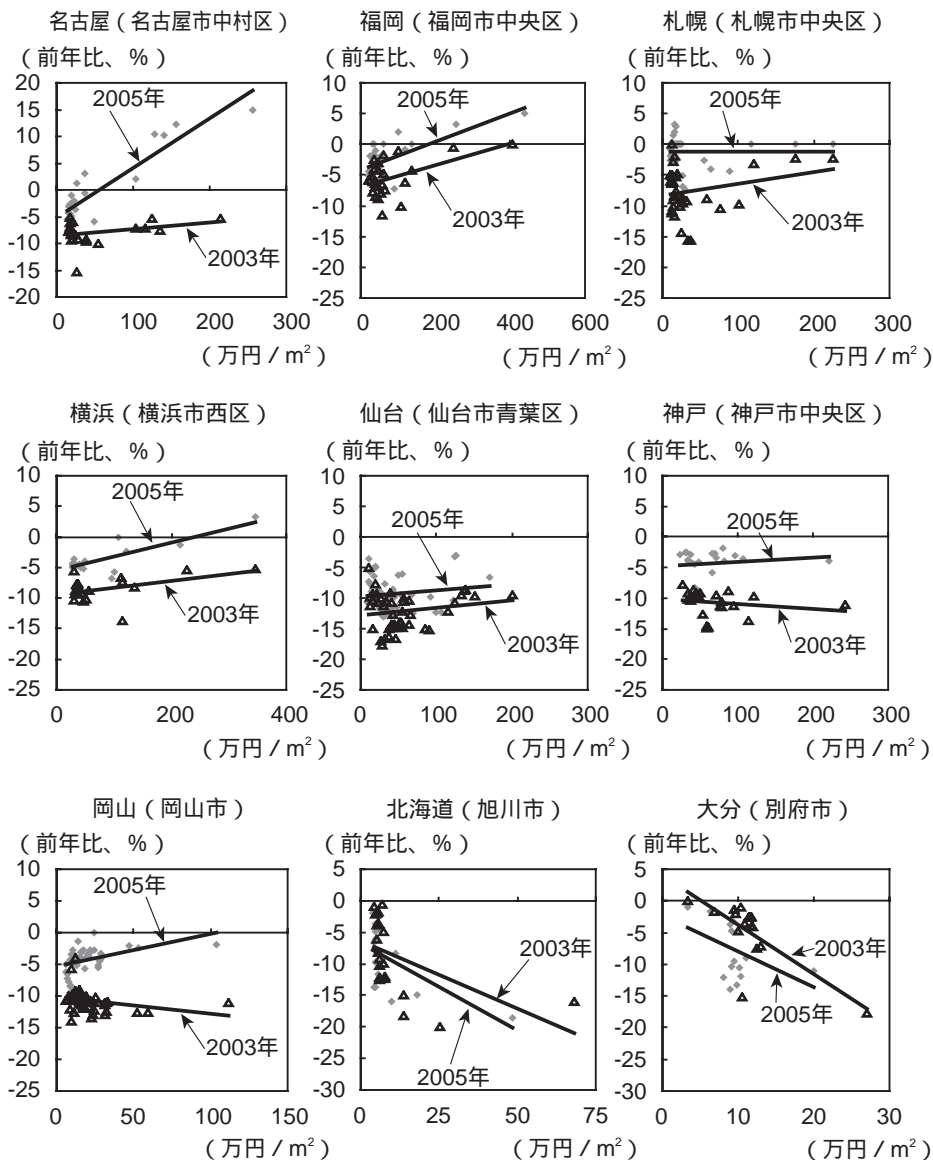 名古屋（名古屋市中村区）
（前年比、％）
20
15
10
5
0
-5
-10
15
-20
2005年
2003年
0 100 200 300
（万円／m²）
福岡（福岡市中央区）
（前年比、％）
10
5
0
-5
-10
-15
-20
-25
2005年
2003年
0 200 400 600
（万円／m²）
札幌（札幌市中央区）
（前年比、％）
10
5
0
-5
-10
-15
-20
-25
2005年
2003年
0 100 200 300
（万円／m²）
横浜（横浜市西区）
（前年比、％）
10
5
0
-5
-10
-15
-20
-25
2005年
2003年
0 200 400
（万円／m²）
仙台（仙台市青葉区）
（前年比、％）
10
5
0
-5
-10
-15
-20
-25
2005年
2003年
0 100 200 300
（万円／m²）
神戸（神戸市中央区）
（前年比、％）
10
5
0
-5
-10
-15
-20
-25
2005年
2003年
0 100 200 300
（万円／m²）
岡山（岡山市）
（前年比、％）
10
5
0
-5
-10
-15
-20
-25
2005年
2003年
0 50 100 150
（万円／m²）
北海道（旭川市）
（前年比、％）
5
0
-5
-10
-15
-20
-25
-30
2003年
2005年
0 25 50 75
（万円／m²）
大分（別府市）
（前年比、％）
5
0
-5
-10
-15
-20
-25
-30
2003年
2005年
0 10 20 30
（万円／m²）